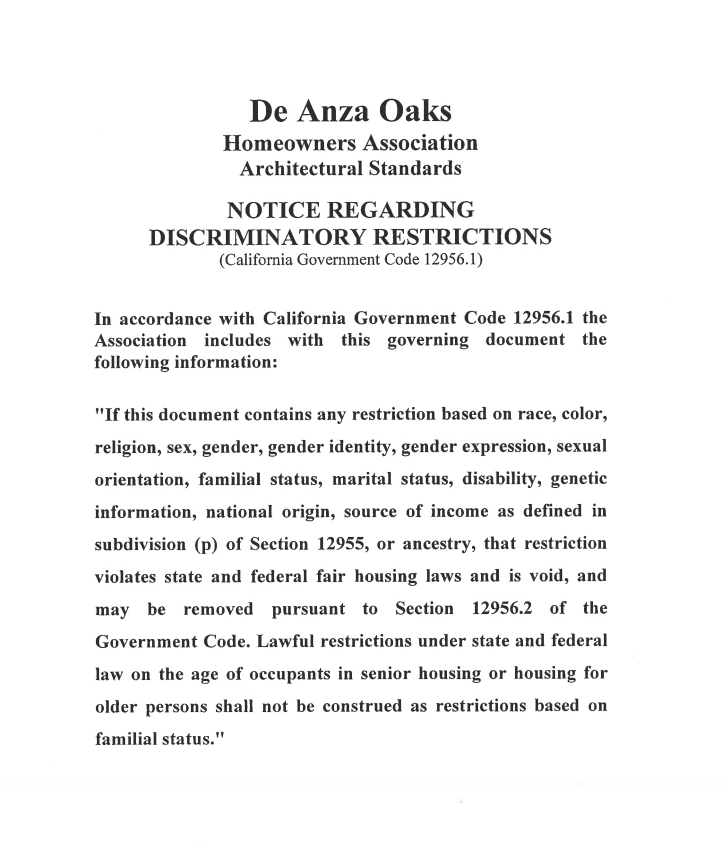 De Anza Oaks
Homeowners Association
Architectural Standards
NOTICE REGARDING
DISCRIMINATORY RESTRICTIONS
(California Government Code 12956.1)
In accordance with California Government Code 12956.1 the
Association includes with this governing document the
following information:
"If this document contains any restriction based on race, color,
religion, sex, gender, gender identity, gender expression, sexual
orientation, familial status, marital status, disability, genetic
information, national origin, source of income as defined in
subdivision (p) of Section 12955, or ancestry, that restriction
violates state and federal fair housing laws and is void, and
may be removed pursuant to Section 12956.2 of the
Government Code. Lawful restrictions under state and federal
law on the age of occupants in senior housing or housing for
older persons shall not be construed as restrictions based on
familial status."